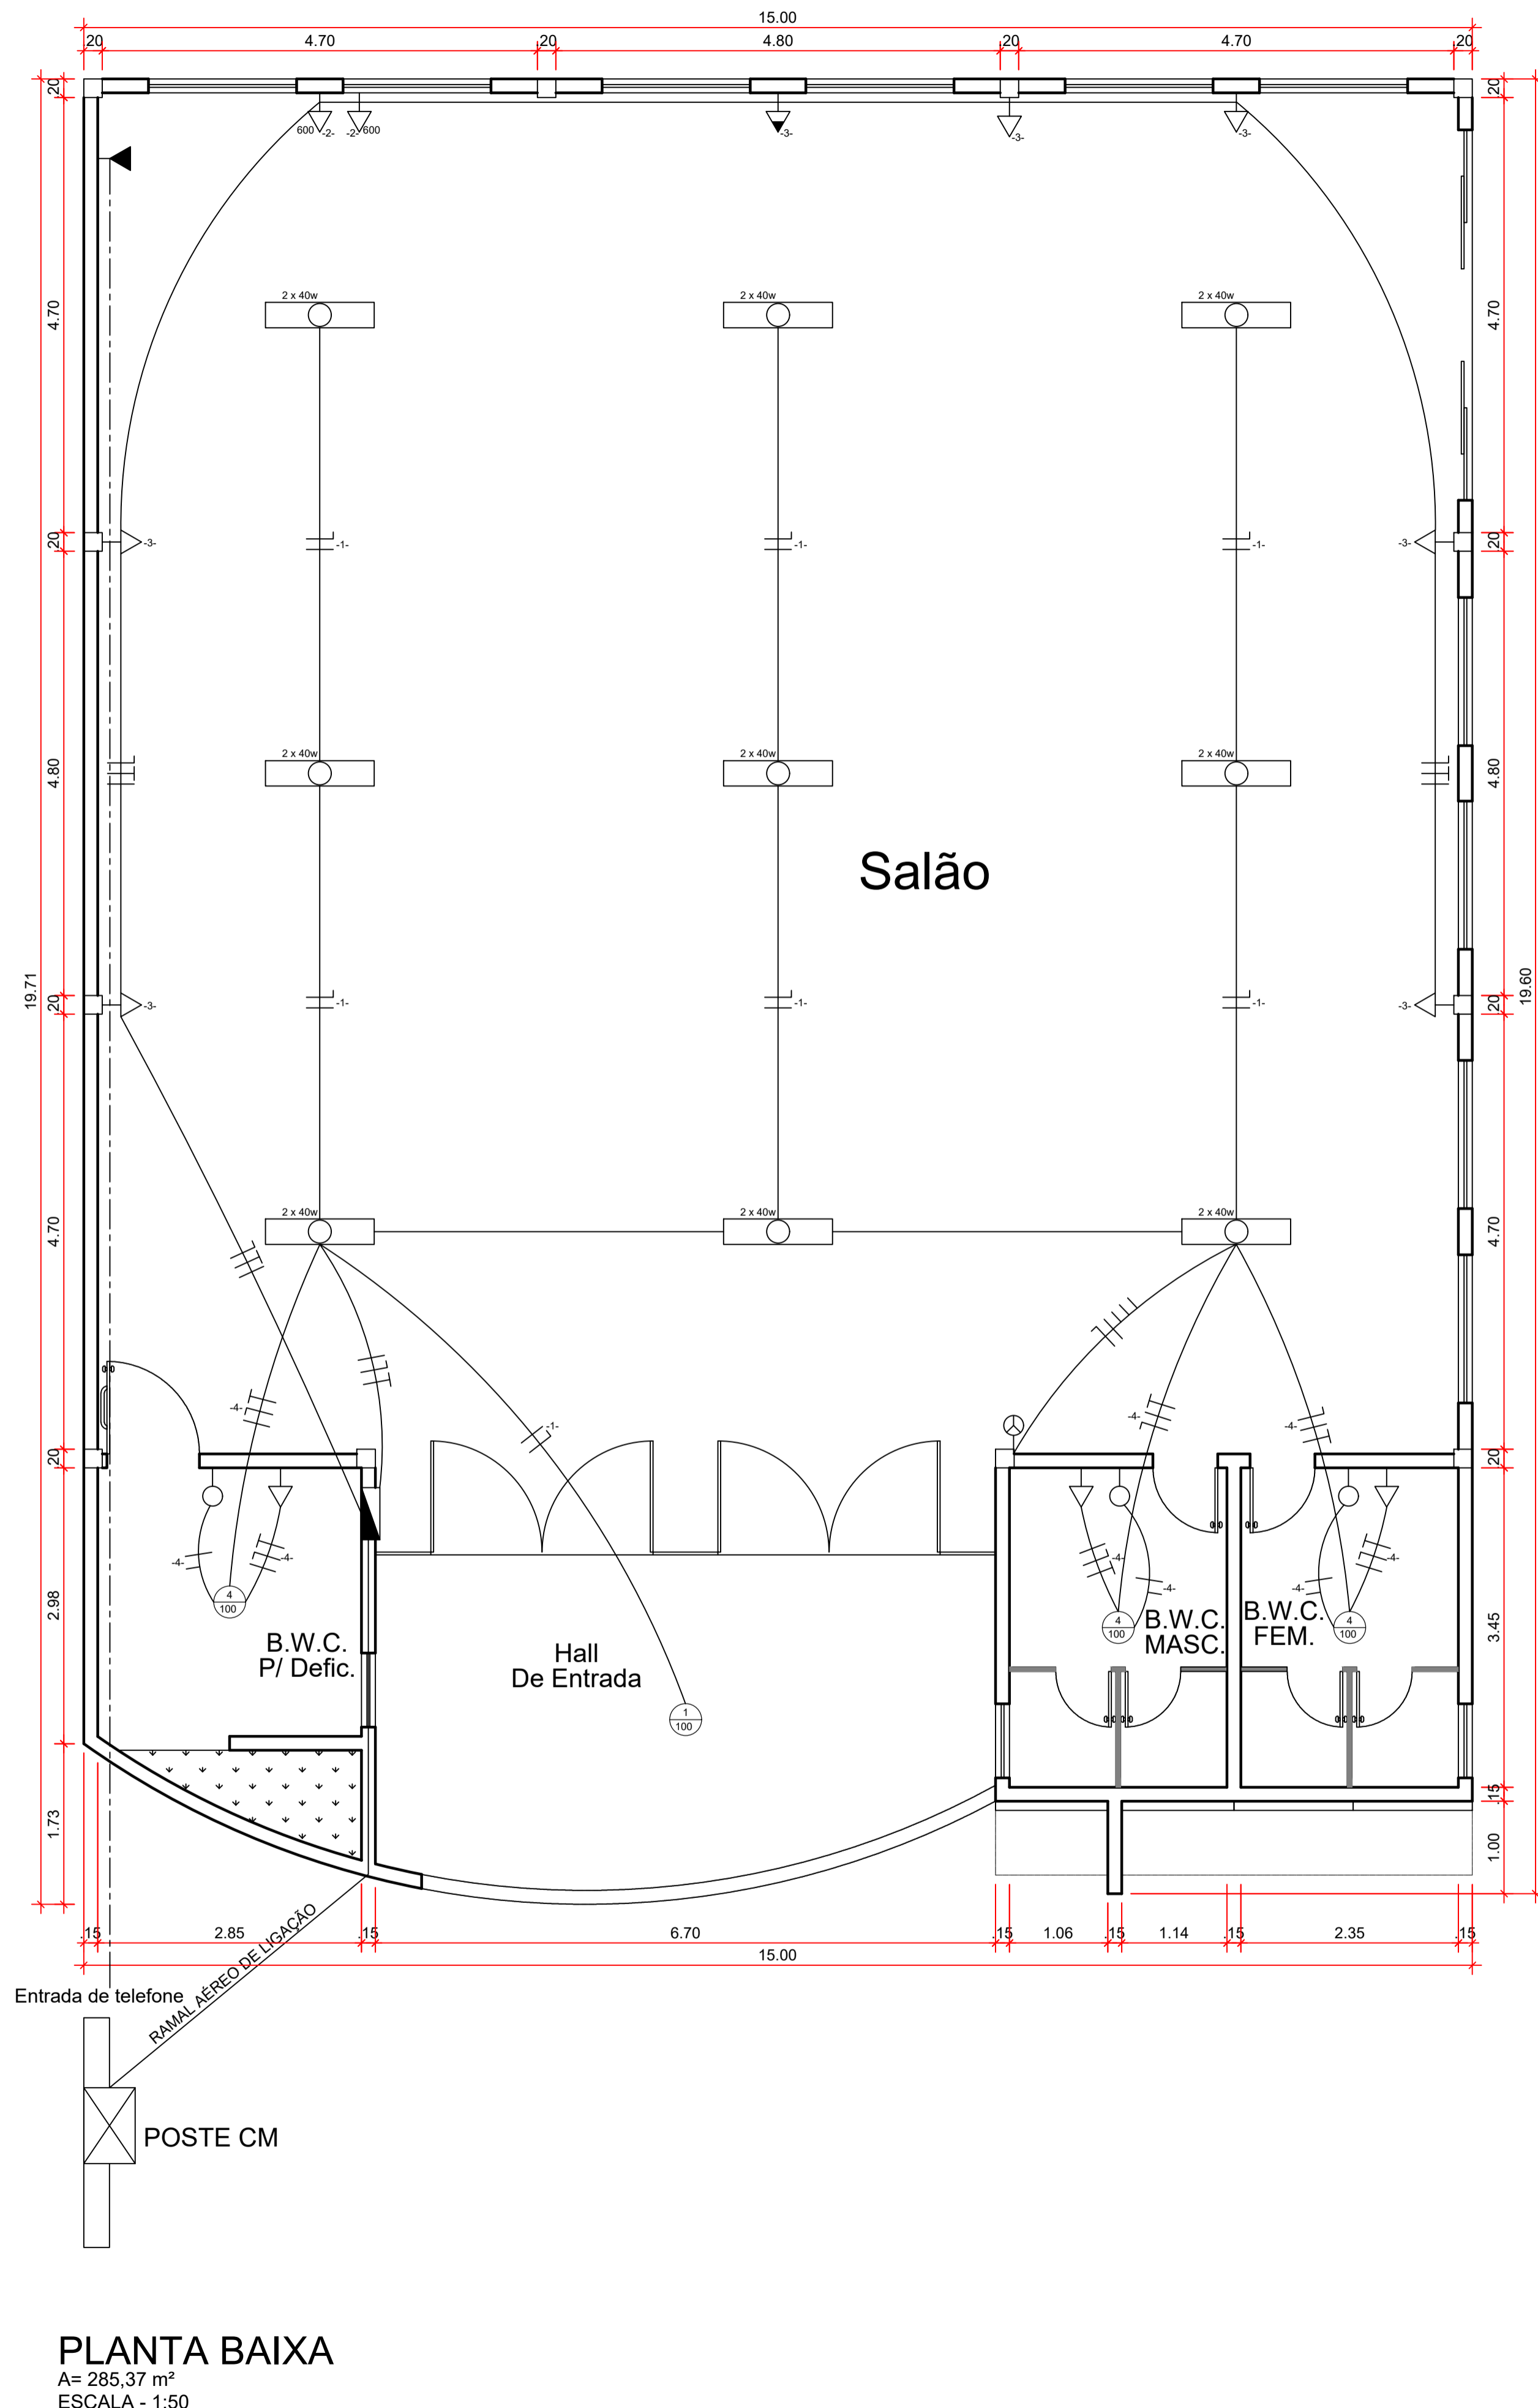 15.00
.20 4.70 .20 4.80 .20 4.70 .20
.20 .20
600 -2- -2- 600 -3- -3- -3-
2 x 40w 2 x 40w 2 x 40w
4.70 4.70
.20 -3- -1- -1- -1- -3- .20
2 x 40w 2 x 40w 2 x 40w
4.80 4.80
Salão
19.71 19.60
.20 -3- -1- -1- -1- -3- .20
2 x 40w 2 x 40w 2 x 40w
4.70 4.70
-4- -1- -4- -4-
.20 .20
-4- -4- -4- -4- -4- -4-
4 4 4
100 100 100
2.98 3.45
B.W.C.
P/ Defic.
Hall
De Entrada
B.W.C.
MASC.
B.W.C.
FEM.
1
100
1.73 .15
1.00
.15 2.85 .15 6.70 .15 1.06 .15 1.14 .15 2.35 .15
15.00
RAMAL AÉREO DE LIGAÇÃO
Entrada de telefone
POSTE CM
PLANTA BAIXA
A= 285,37 m²
ESCALA - 1:50